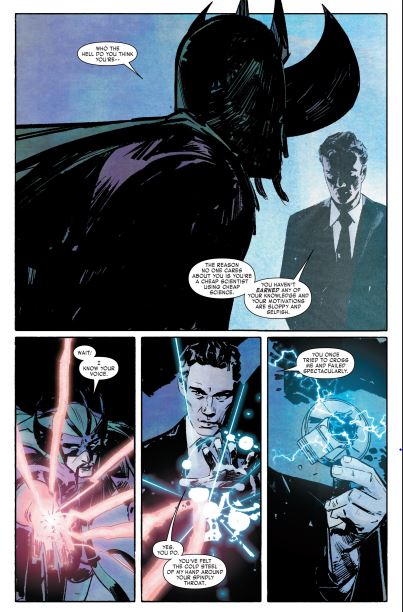 WHO THE
HELL DO YOU THINK
YOU'RE--
THE REASON
NO ONE CARES
ABOUT YOU IS YOU'RE
A CHEAP SCIENTIST
USING CHEAP
SCIENCE.
YOU HAVEN'T
EARNED ANY OF
YOUR KNOWLEDGE AND
YOUR MOTIVATIONS
ARE SLOPPY AND
SELFISH.
WAIT!
I
KNOW YOUR
VOICE.
YES.
YOU DO.
YOU'VE FELT
THE COLD STEEL
OF MY HAND AROUND
YOUR SPINDLY
THROAT.
YOU ONCE
TRIED TO CROSS
ME AND FAILED
SPECTACULARLY.